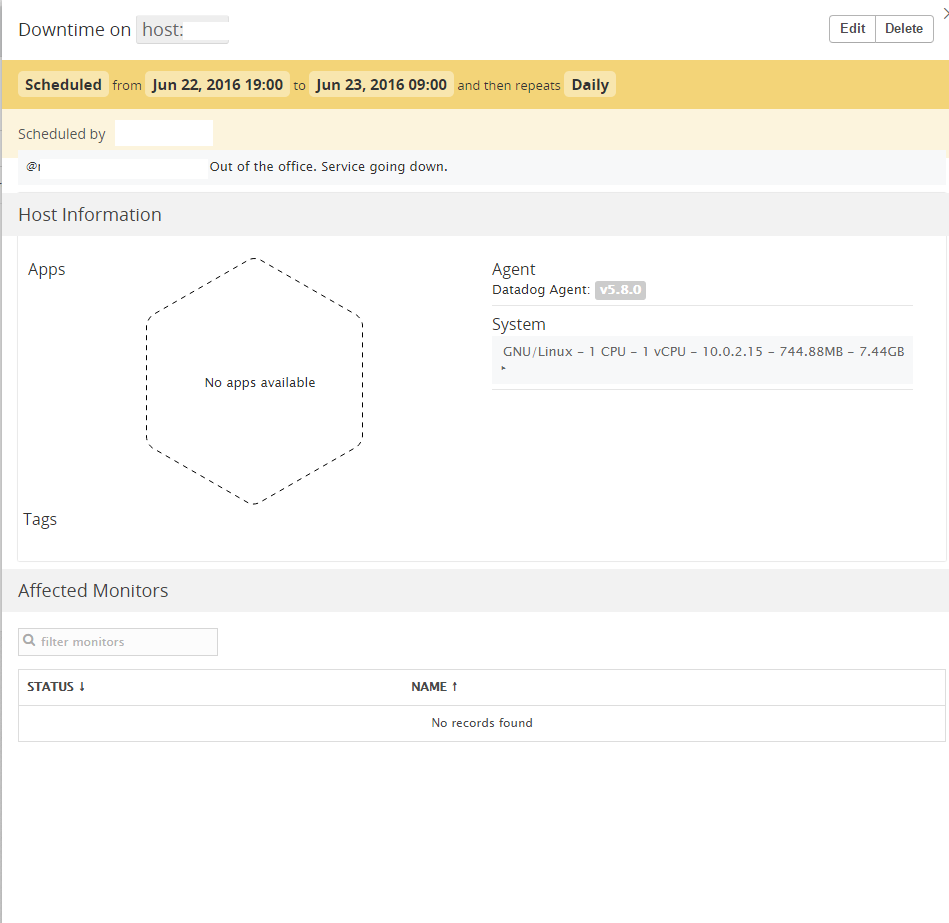 Downtime on host:
Edit Delete
Scheduled from Jun 22, 2016 19:00 to Jun 23, 2016 09:00 and then repeats Daily
Scheduled by
@ Out of the office. Service going down.
Host Information
Apps
No apps available
Tags
Agent
Datadog Agent: v5.8.0
System
GNU/Linux – 1 CPU – 1 vCPU – 10.0.2.15 – 744.88MB – 7.44GB
Affected Monitors
filter monitors
STATUS ↓ NAME ↑
No records found